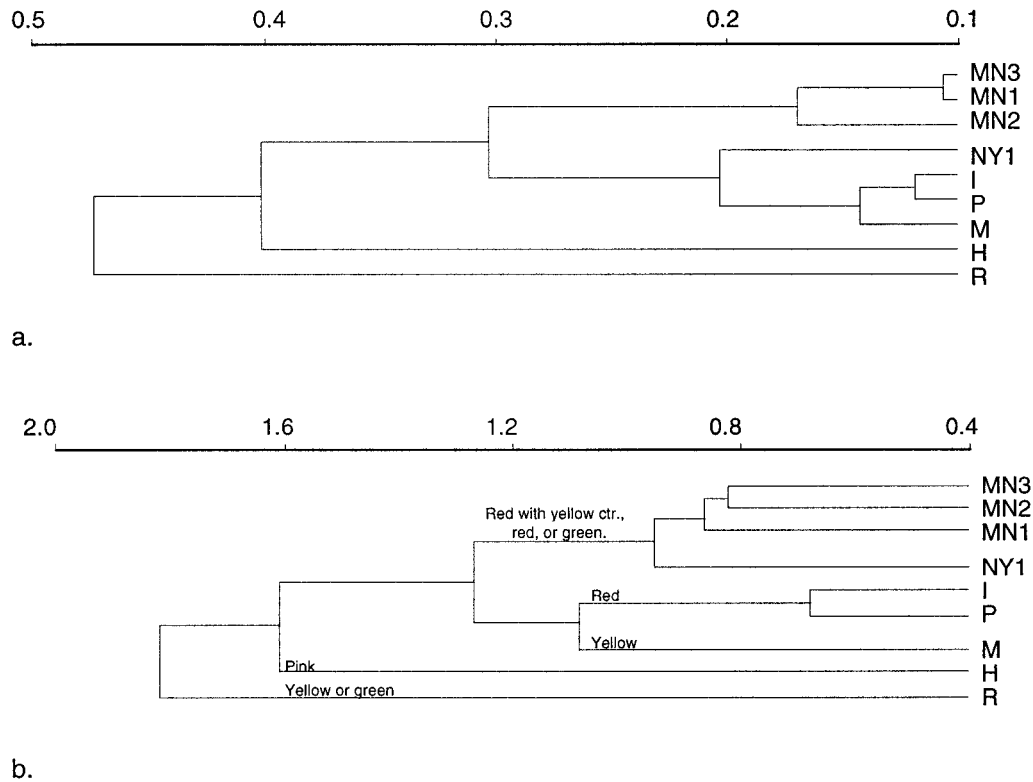 0.5 0.4 0.3 0.2 0.1
MN3
MN1
MN2
NY1
I
P
M
H
R
a.
2.0 1.6 1.2 0.8 0.4
MN3
Red with yellow ctr.,
MN2
red, or green.
MN1
NY1
I
Red
P
Yellow
M
Pink
H
Yellow or green
R
b.